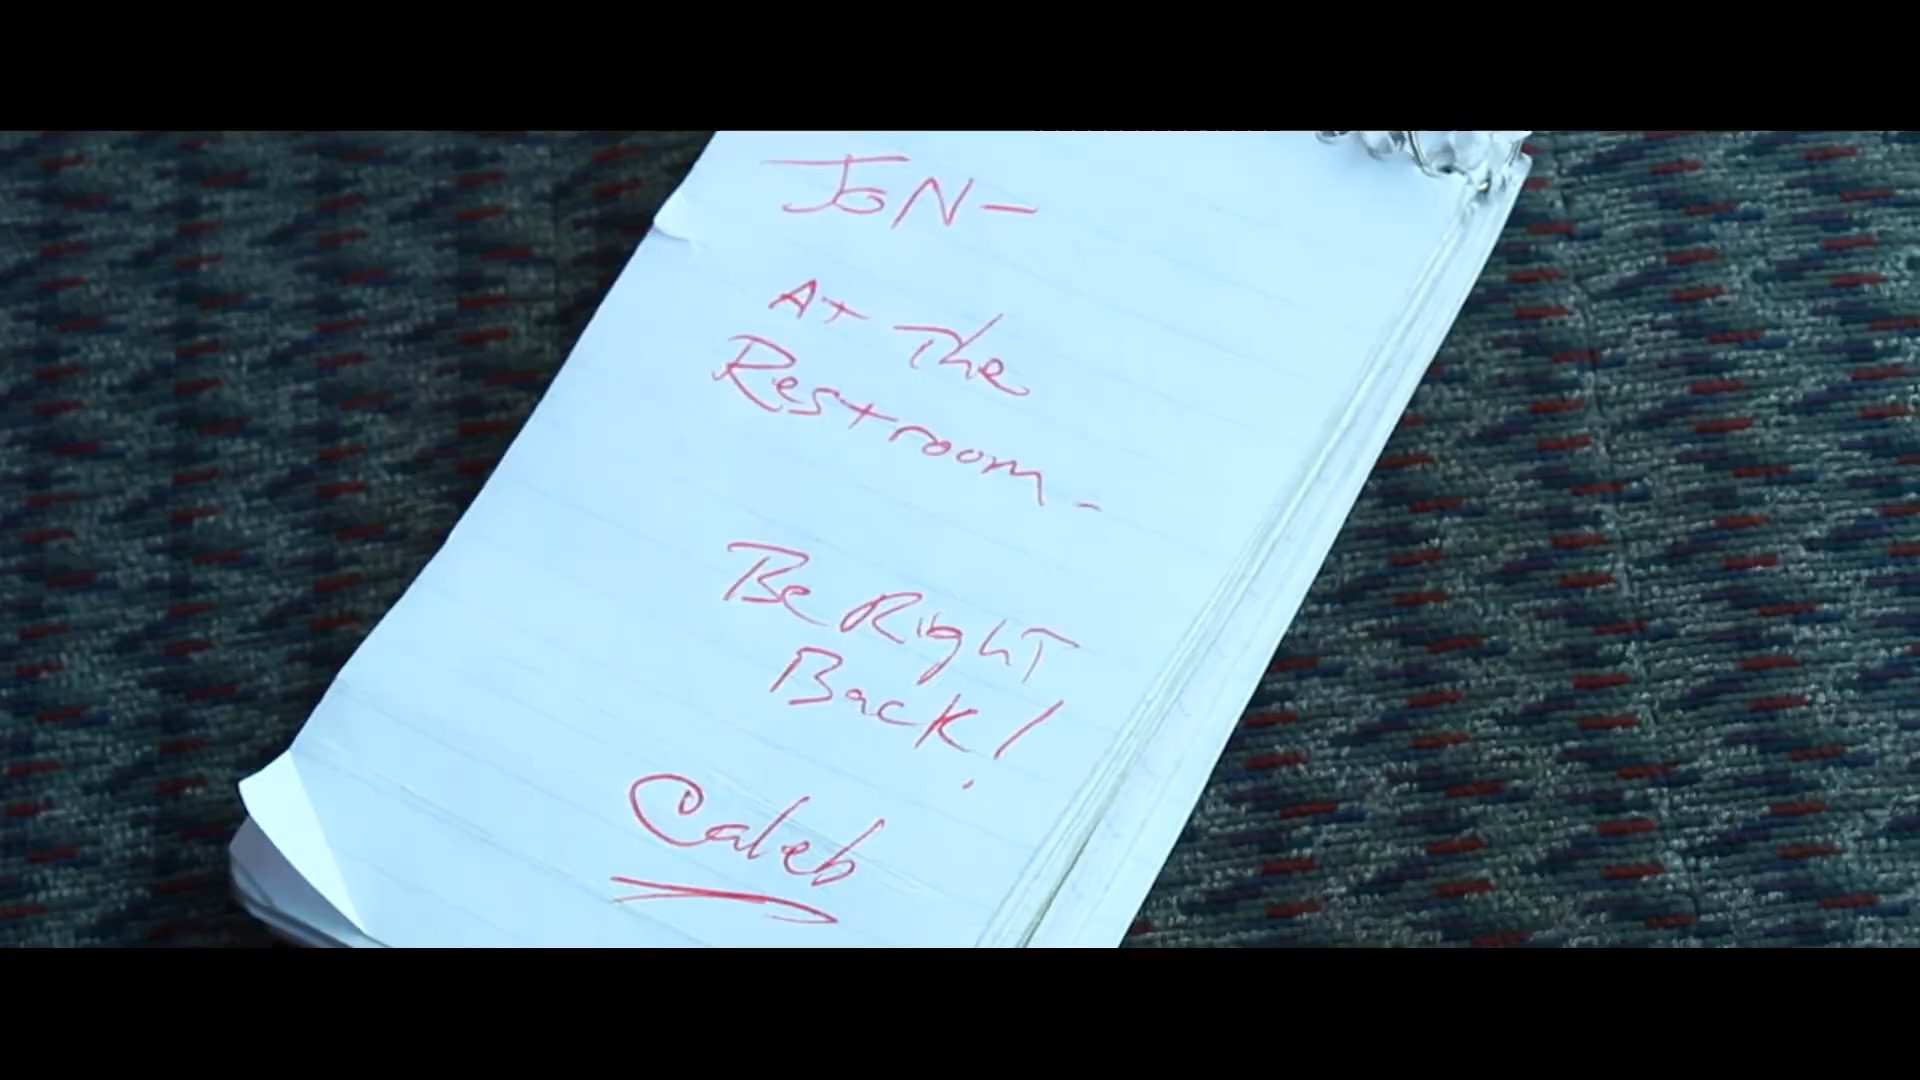 JON-
At The
Restroom-
Be Right
Back!
Caleb